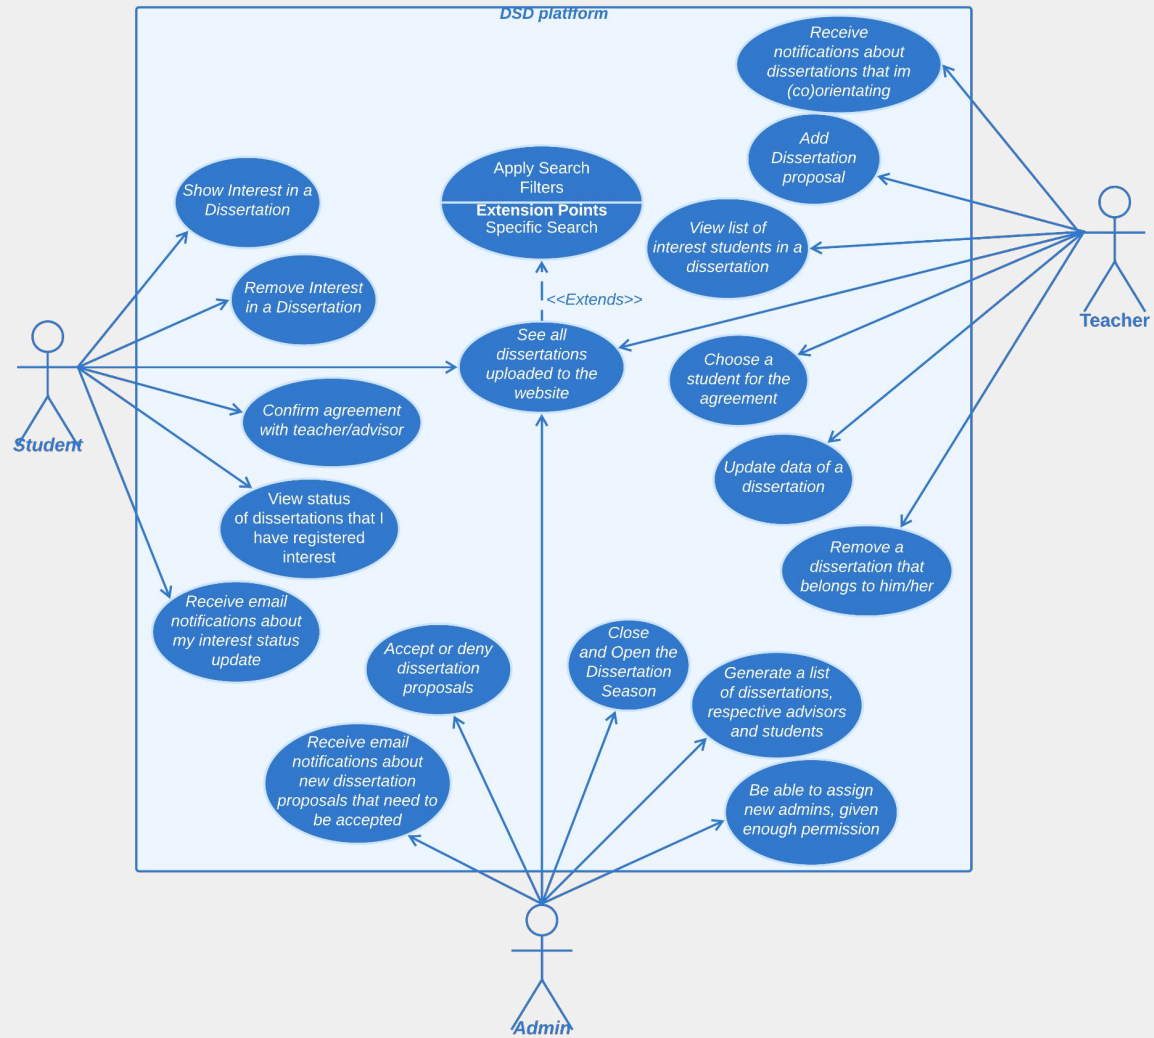 DSD platfform
Receive
notifications about
dissertations that im
(co)orientating
Add
Dissertation
proposal
Apply Search
Filters
Extension Points
Specific Search
Show Interest in a
Dissertation
View list of
interest students in a
dissertation
Remove Interest
in a Dissertation
<<Extends>>
Teacher
See all
dissertations
uploaded to the
website
Choose a
student for the
agreement
Student
Confirm agreement
with teacher/advisor
Update data of a
dissertation
View status
of dissertations that I
have registered
interest
Remove a
dissertation that
belongs to him/her
Receive email
notifications about
my interest status
update
Accept or deny
dissertation
proposals
Close
and Open the
Dissertation
Season
Generate a list
of dissertations,
respective advisors
and students
Receive email
notifications about
new dissertation
proposals that need to
be accepted
Be able to assign
new admins, given
enough permission
Admin